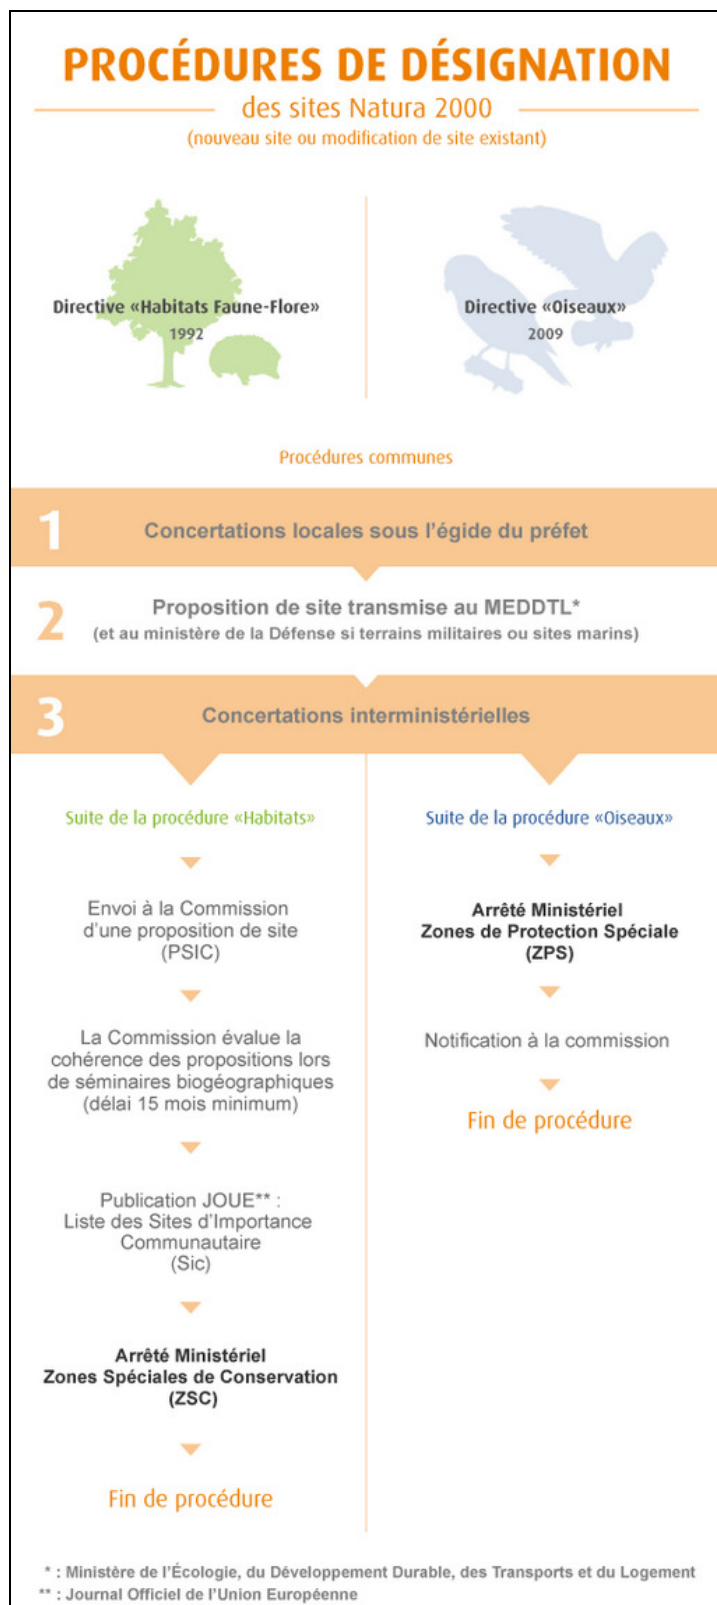 PROCÉDURES DE DÉSIGNATION
des sites Natura 2000
(nouveau site ou modification de site existant)
Directive «Habitats Faune-Flore»
1992
Directive «Oiseaux»
2009
Procédures communes
1
Concertations locales sous l'égide du préfet
2
Proposition de site transmise au MEDDTL*
(et au ministère de la Défense si terrains militaires ou sites marins)
3
Concertations interministérielles
Suite de la procédure «Habitats»
Envoi à la Commission
d'une proposition de site
(PSIC)
La Commission évalue la
cohérence des propositions lors
de séminaires biogéographiques
(délai 15 mois minimum)
Publication JOUE** :
Liste des Sites d'Importance
Communautaire
(Sic)
Arrêté Ministériel
Zones Spéciales de Conservation
(ZSC)
Fin de procédure
Suite de la procédure «Oiseaux»
Arrêté Ministériel
Zones de Protection Spéciale
(ZPS)
Notification à la commission
Fin de procédure
* : Ministère de l'Écologie, du Développement Durable, des Transports et du Logement
** : Journal Officiel de l'Union Européenne